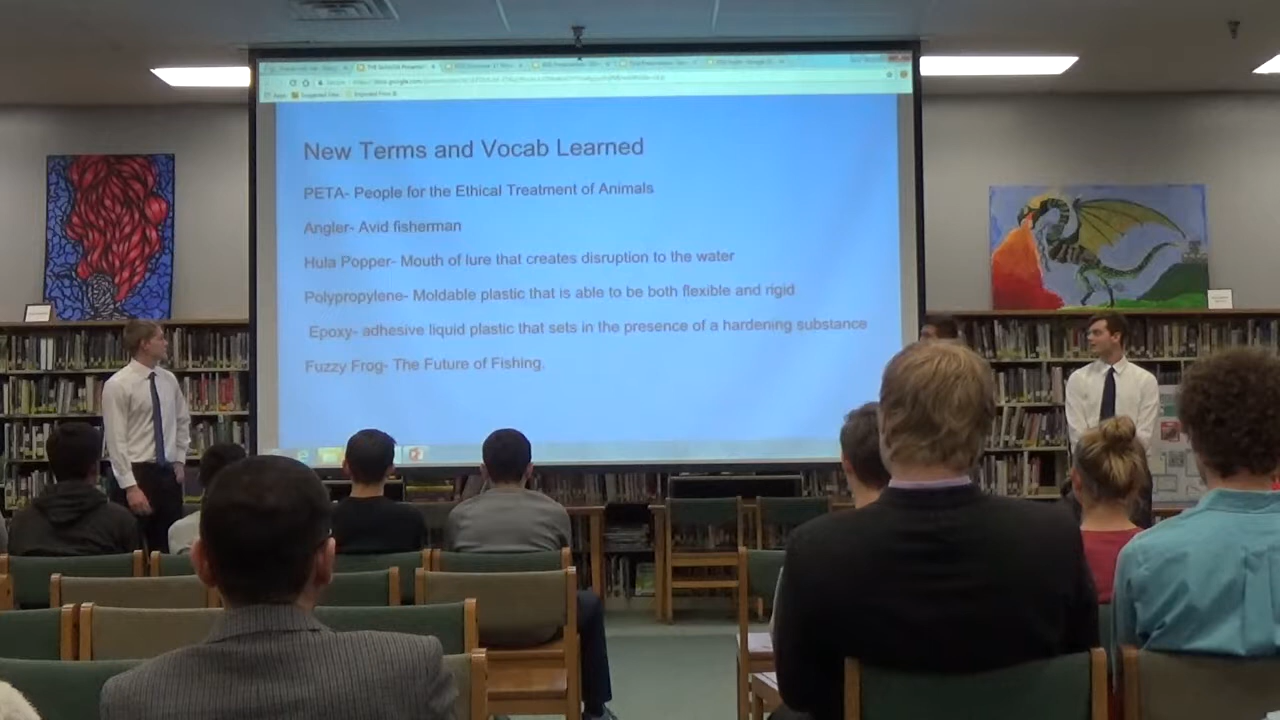 New Terms and Vocab Learned
PETA- People for the Ethical Treatment of Animals
Angler- Avid fisherman
Hula Popper- Mouth of lure that creates disruption to the water
Polypropylene- Moldable plastic that is able to be both flexible and rigid
Epoxy- adhesive liquid plastic that sets in the presence of a hardening substance
Fuzzy Frog- The Future of Fishing.